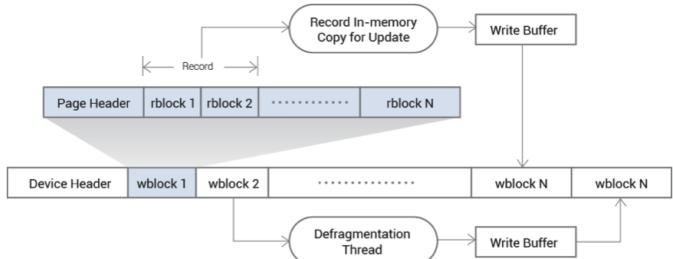 Record In-memory
Copy for Update
Write Buffer
Record
Page Header
rblock 1
rblock 2
rblock N
Device Header
wblock 1
wblock 2
wblock N
wblock N
Defragmentation
Thread
Write Buffer